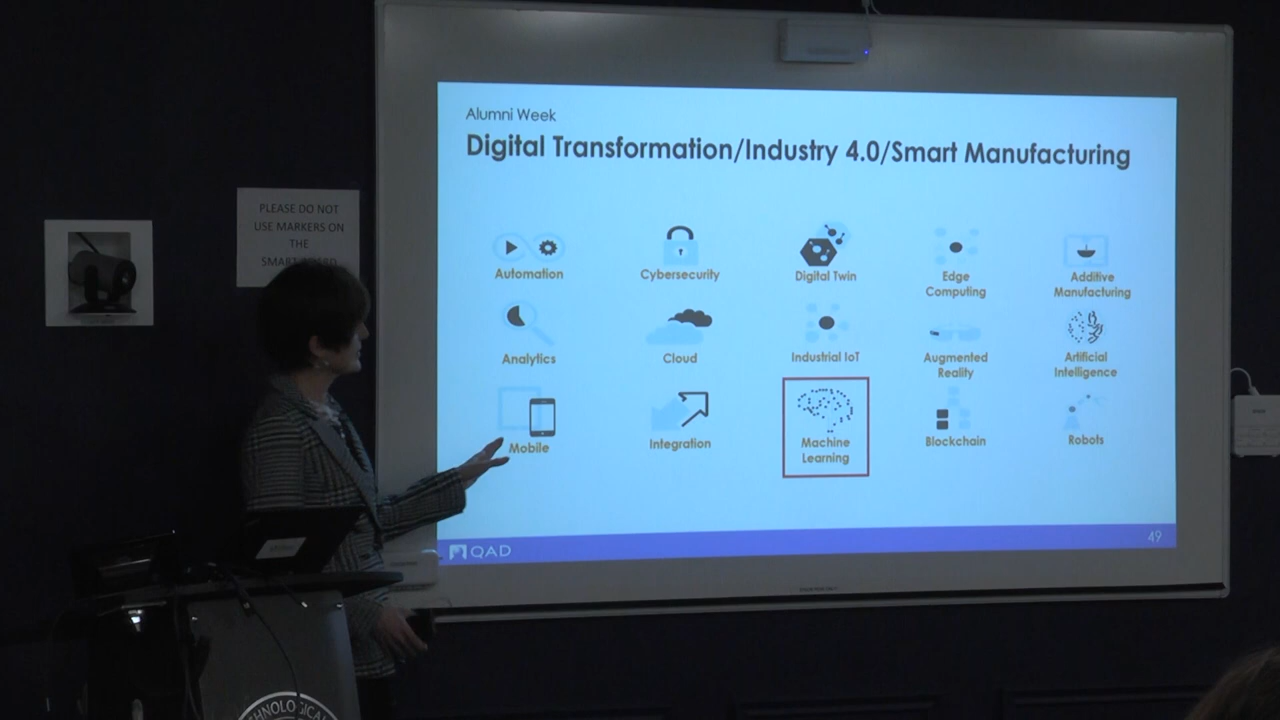 Alumni Week
Digital Transformation/Industry 4.0/Smart Manufacturing
PLEASE DO NOT
USE MARKERS ON
THE
Automation
Cybersecurity
Digital Twin
Edge
Computing
Additive
Manufacturing
Analytics
Cloud
Industrial IoT
Augmented
Reality
Artificial
Intelligence
Mobile
Integration
Machine
Learning
Blockchain
Robots
QAD
49